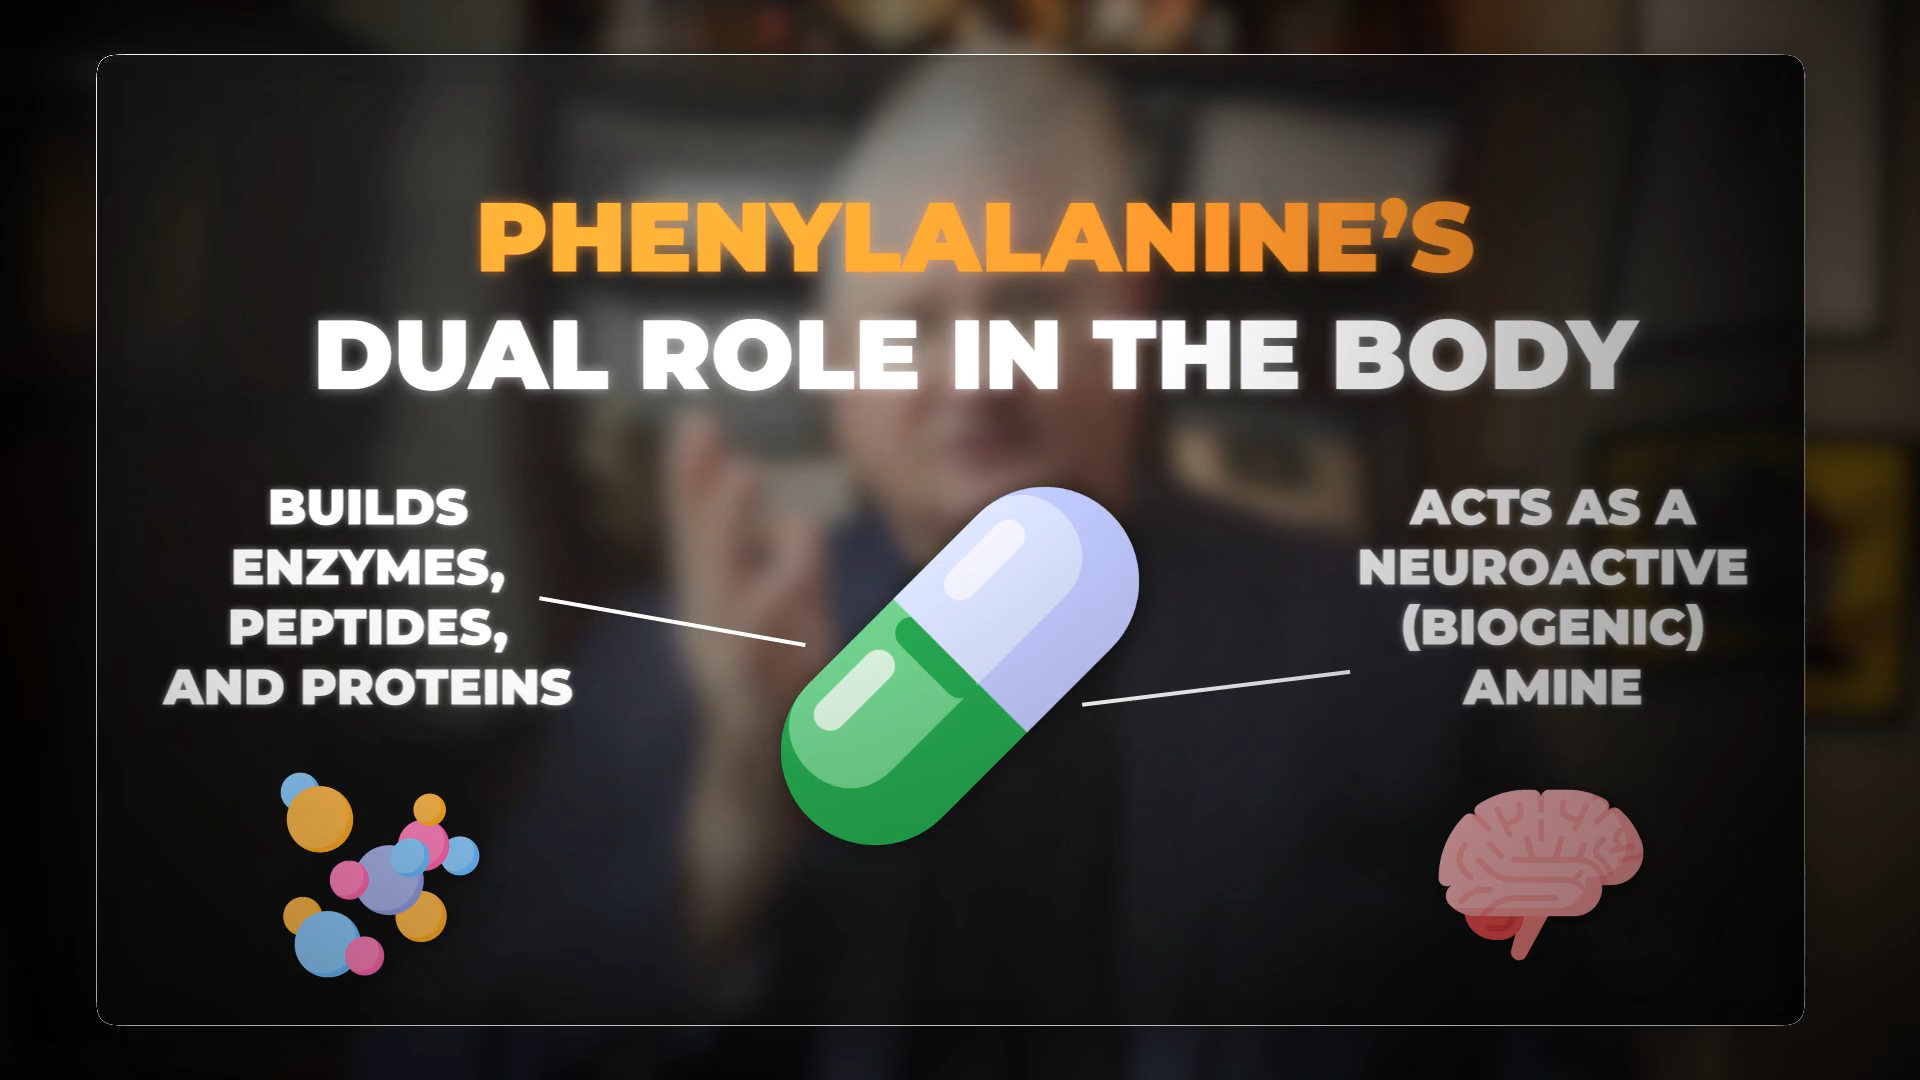 PHENYLALANINE’S
DUAL ROLE IN THE BODY
BUILDS
ENZYMES,
PEPTIDES,
AND PROTEINS
ACTS AS A
NEUROACTIVE
(BIOGENIC)
AMINE